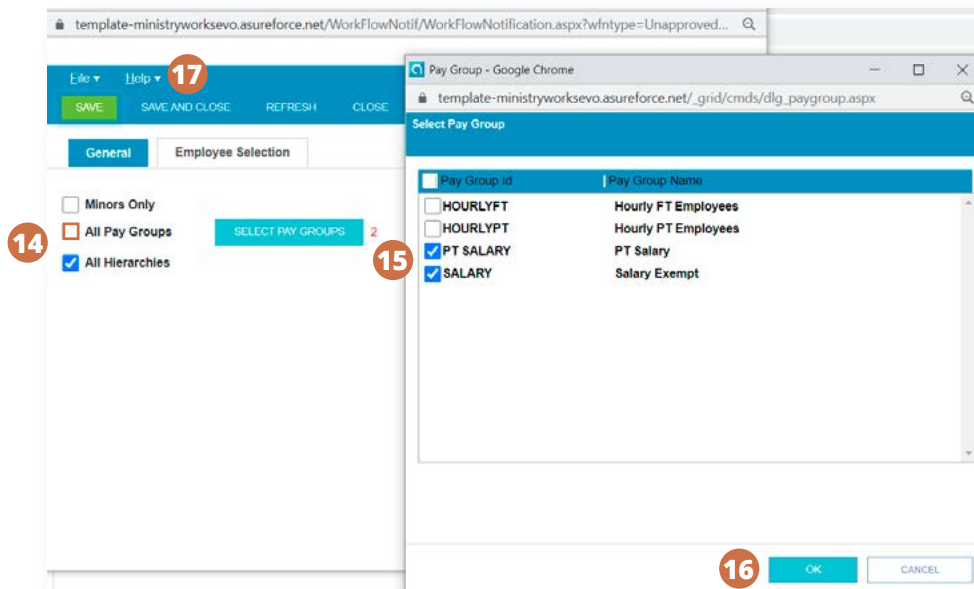 template-ministryworksevo.asureforce.net/WorkFlowNotif/WorkFlowNotification.aspx?wfntype=Unapproved...
File ▾ Help ▾ 17
SAVE SAVE AND CLOSE REFRESH CLOSE
General Employee Selection
Minors Only
14 All Pay Groups SELECT PAY GROUPS 2
All Hierarchies
Pay Group - Google Chrome
template-ministryworksevo.asureforce.net/_grid/cmds/dlg_paygroup.aspx
Select Pay Group
Pay Group Id Pay Group Name
HOURLYFT Hourly FT Employees
HOURLYPT Hourly PT Employees
15 PT SALARY PT Salary
SALARY Salary Exempt
16 OK CANCEL